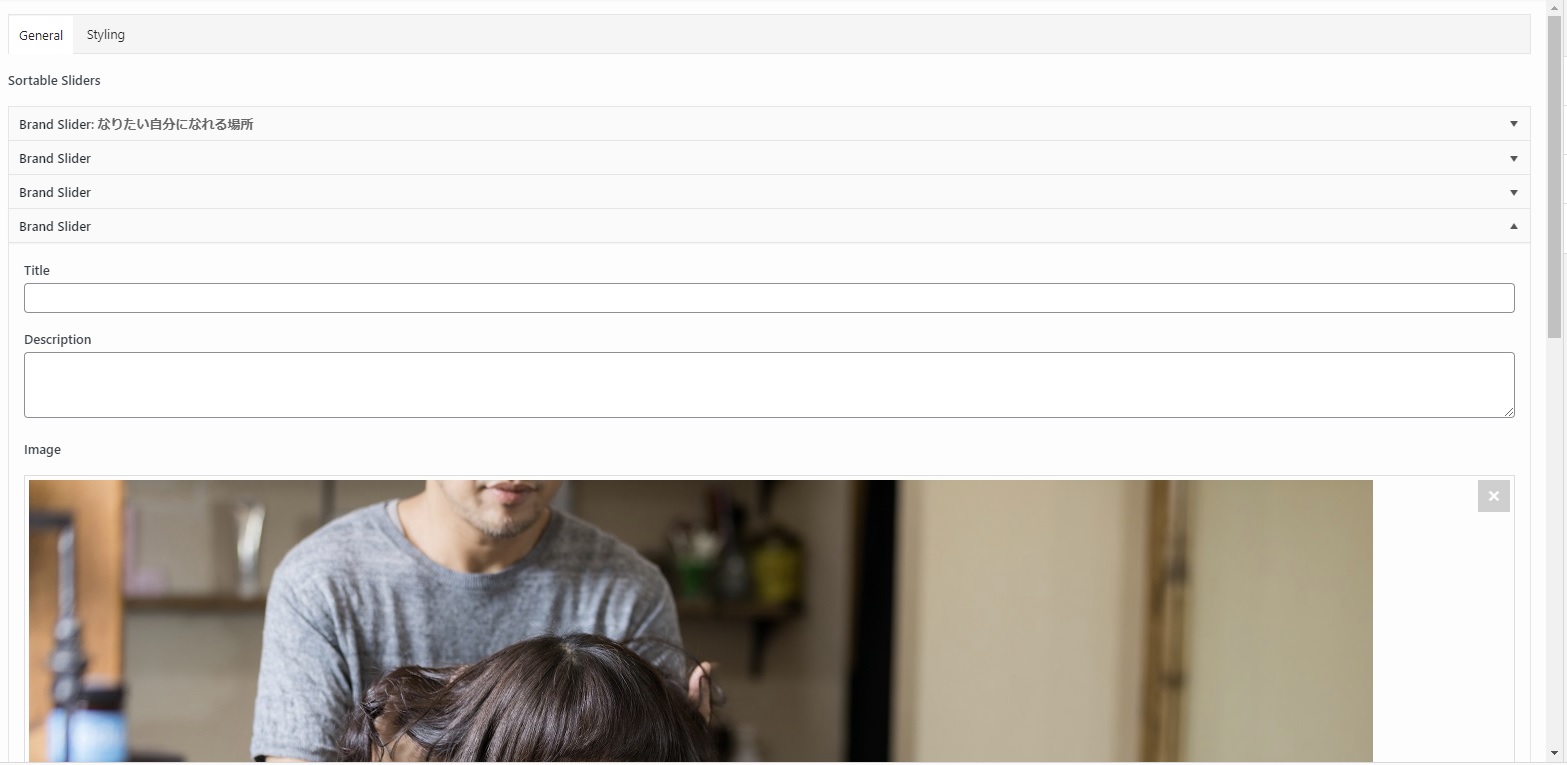 General
Styling
Sortable Sliders
Brand Slider: なりたい自分になれる場所
Brand Slider
Brand Slider
Brand Slider
Title
Description
Image